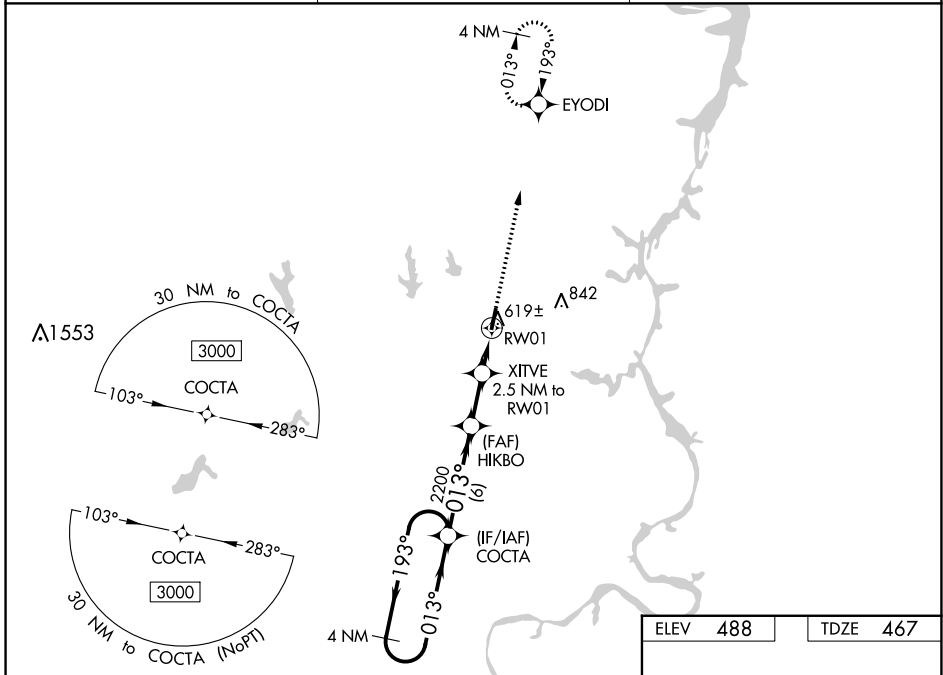 4 NM
013°
193°
EYODI
30 NM to COCTA
1553
3000
COCTA
103°
283°
619±
842
RW01
XITVE
2.5 NM to
RW01
(FAF)
HIKBO
2200
013°
(6)
(IF/IAF)
COCTA
193°
013°
4 NM
103°
283°
COCTA
3000
30 NM to COCTA (NoPT)
ELEV 488
TDZE 467